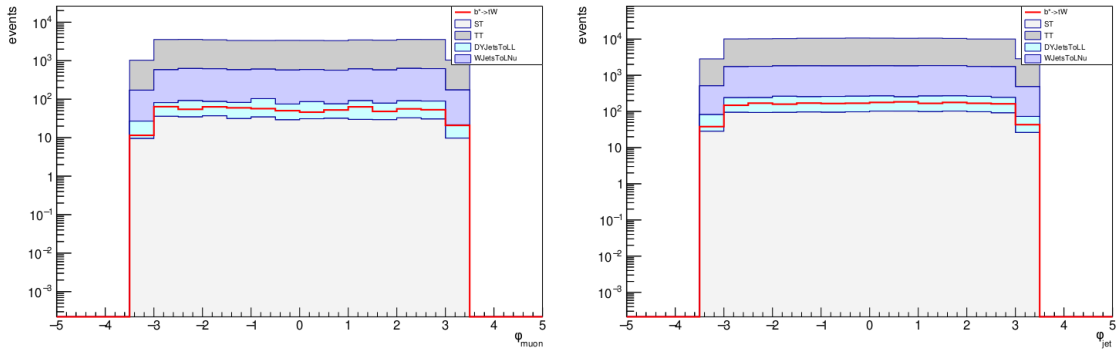 events
10⁴
10³
10²
10
1
10⁻¹
10⁻²
10⁻³
−5 −4 −3 −2 −1 0 1 2 3 4 5
φ_muon
b*->tW
ST
TT
DYJetsToLL
WJetsToLNu
events
10⁴
10³
10²
10
1
10⁻¹
10⁻²
10⁻³
−5 −4 −3 −2 −1 0 1 2 3 4 5
φ_jet
b*->tW
ST
TT
DYJetsToLL
WJetsToLNu